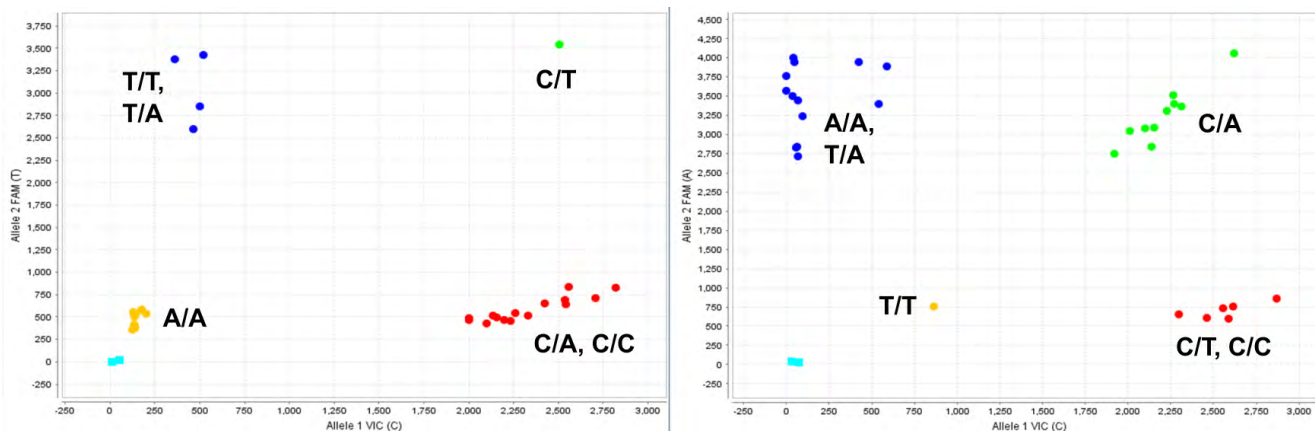 3,750
3,500
3,250
3,000
2,750
2,500
2,250
2,000
1,750
1,500
1,250
1,000
750
500
250
0
-250
Allele 2 FAM (T)
T/T,
T/A
C/T
A/A
C/A, C/C
-250 0 250 500 750 1,000 1,250 1,500 1,750 2,000 2,250 2,500 2,750 3,000
Allele 1 VIC (C)
4,500
4,250
4,000
3,750
3,500
3,250
3,000
2,750
2,500
2,250
2,000
1,750
1,500
1,250
1,000
750
500
250
0
-250
Allele 2 FAM (A)
A/A,
T/A
C/A
T/T
C/T, C/C
-250 0 250 500 750 1,000 1,250 1,500 1,750 2,000 2,250 2,500 2,750 3,000
Allele 1 VIC (C)